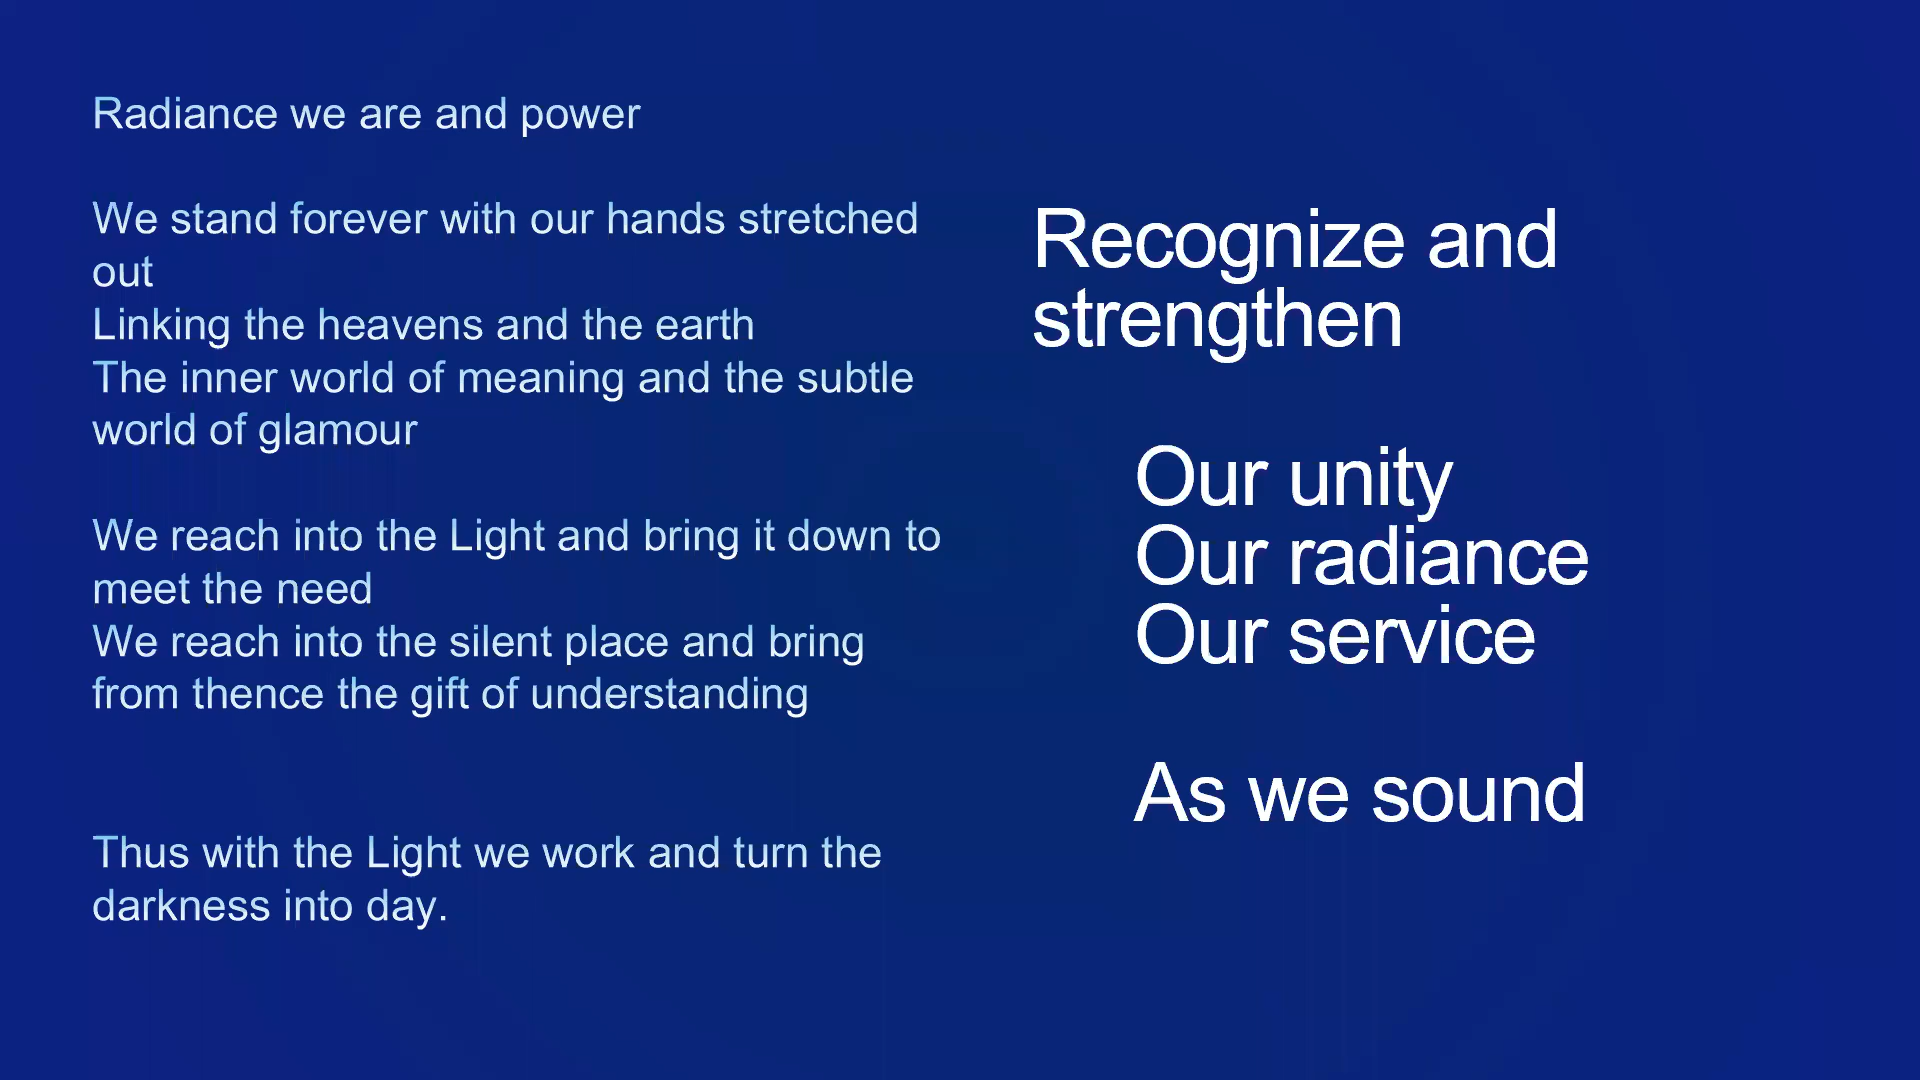 Radiance we are and power
We stand forever with our hands stretched
out
Linking the heavens and the earth
The inner world of meaning and the subtle
world of glamour
We reach into the Light and bring it down to
meet the need
We reach into the silent place and bring
from thence the gift of understanding
Thus with the Light we work and turn the
darkness into day.
Recognize and
strengthen
Our unity
Our radiance
Our service
As we sound